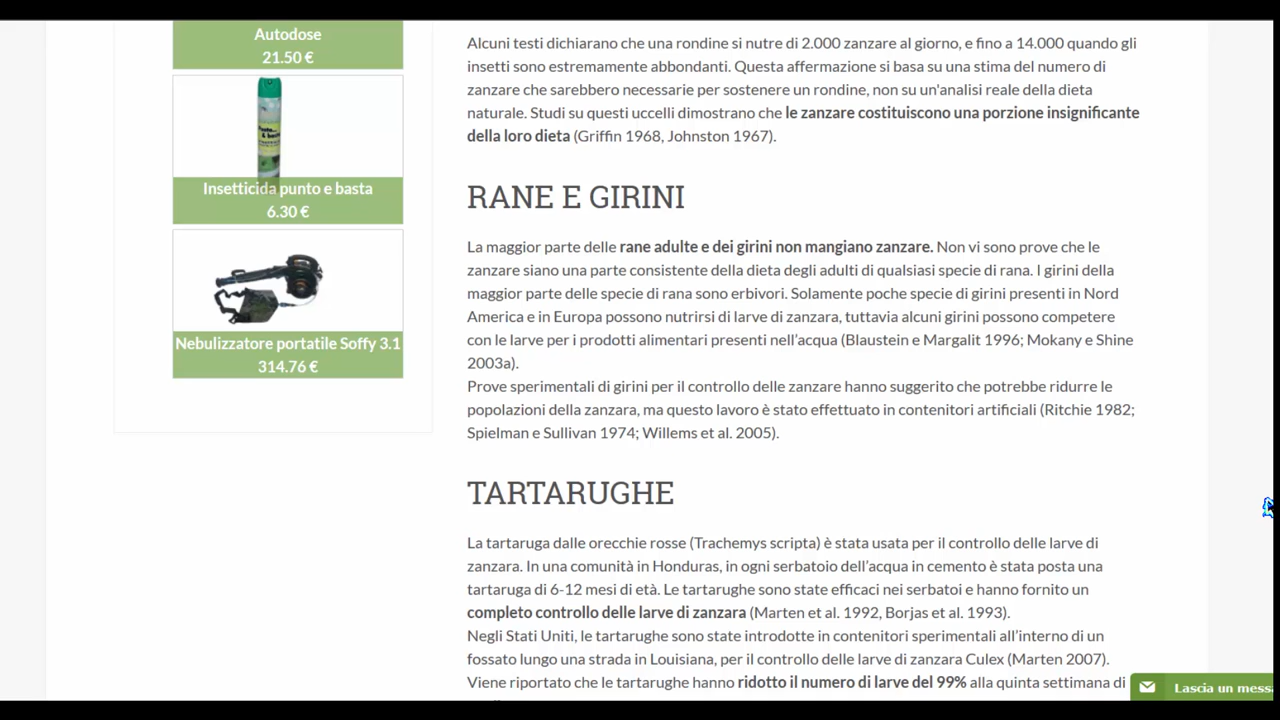 Autodose
21.50 €
Insetticida punto e basta
6.30 €
Nebulizzatore portatile Soffy 3.1
314.76 €
Alcuni testi dichiarano che una rondine si nutre di 2.000 zanzare al giorno, e fino a 14.000 quando gli
insetti sono estremamente abbondanti. Questa affermazione si basa su una stima del numero di
zanzare che sarebbero necessarie per sostenere un rondine, non su un'analisi reale della dieta
naturale. Studi su questi uccelli dimostrano che le zanzare costituiscono una porzione insignificante
della loro dieta (Griffin 1968, Johnston 1967).
RANE E GIRINI
La maggior parte delle rane adulte e dei girini non mangiano zanzare. Non vi sono prove che le
zanzare siano una parte consistente della dieta degli adulti di qualsiasi specie di rana. I girini della
maggior parte delle specie di rana sono erbivori. Solamente poche specie di girini presenti in Nord
America e in Europa possono nutrirsi di larve di zanzara, tuttavia alcuni girini possono competere
con le larve per i prodotti alimentari presenti nell'acqua (Blaustein e Margalit 1996; Mokany e Shine
2003a).
Prove sperimentali di girini per il controllo delle zanzare hanno suggerito che potrebbe ridurre le
popolazioni della zanzara, ma questo lavoro è stato effettuato in contenitori artificiali (Ritchie 1982;
Spielman e Sullivan 1974; Willems et al. 2005).
TARTARUGHE
La tartaruga dalle orecchie rosse (Trachemys scripta) è stata usata per il controllo delle larve di
zanzara. In una comunità in Honduras, in ogni serbatoio dell'acqua in cemento è stata posta una
tartaruga di 6-12 mesi di età. Le tartarughe sono state efficaci nei serbatoi e hanno fornito un
completo controllo delle larve di zanzara (Marten et al. 1992, Borjas et al. 1993).
Negli Stati Uniti, le tartarughe sono state introdotte in contenitori sperimentali all'interno di un
fossato lungo una strada in Louisiana, per il controllo delle larve di zanzara Culex (Marten 2007).
Viene riportato che le tartarughe hanno ridotto il numero di larve del 99% alla quinta settimana di
Lascia un messa